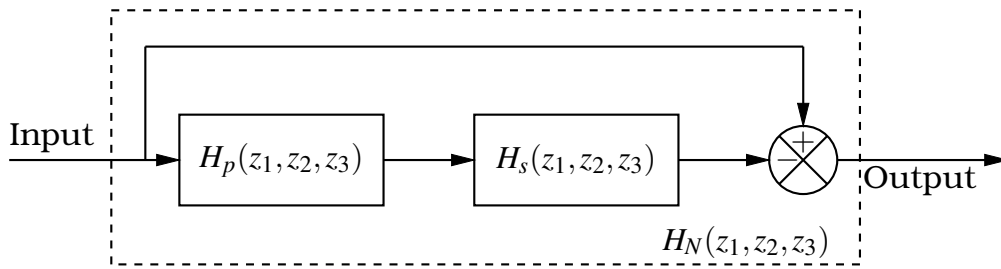 Input
H_p(z_1, z_2, z_3)
H_s(z_1, z_2, z_3)
+
−
Output
H_N(z_1, z_2, z_3)